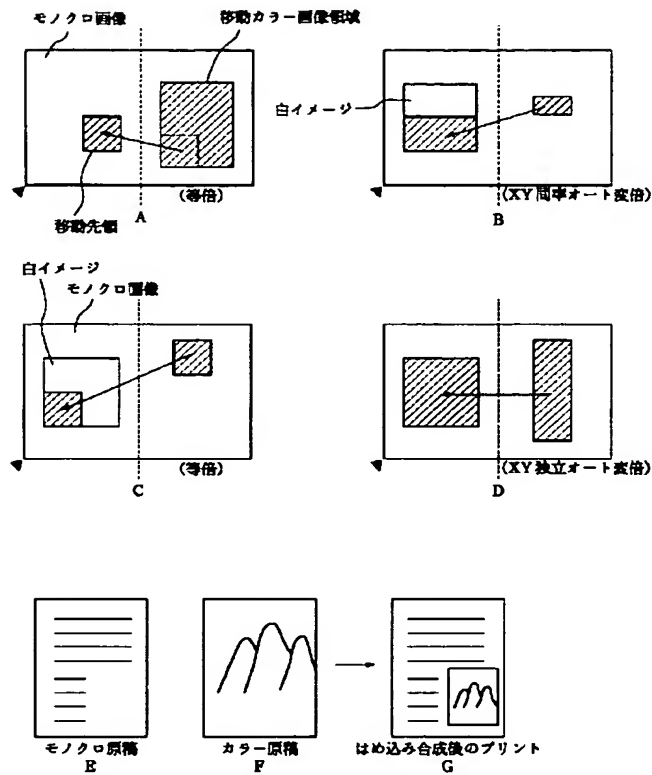 モノクロ画像
移動カラー画像領域
白イメージ
移動先領
(等倍)
A
(XY同率オート変倍)
B
白イメージ
モノクロ画像
(等倍)
C
(XY独立オート変倍)
D
モノクロ原稿
E
カラー原稿
F
はめ込み合成後のプリント
G